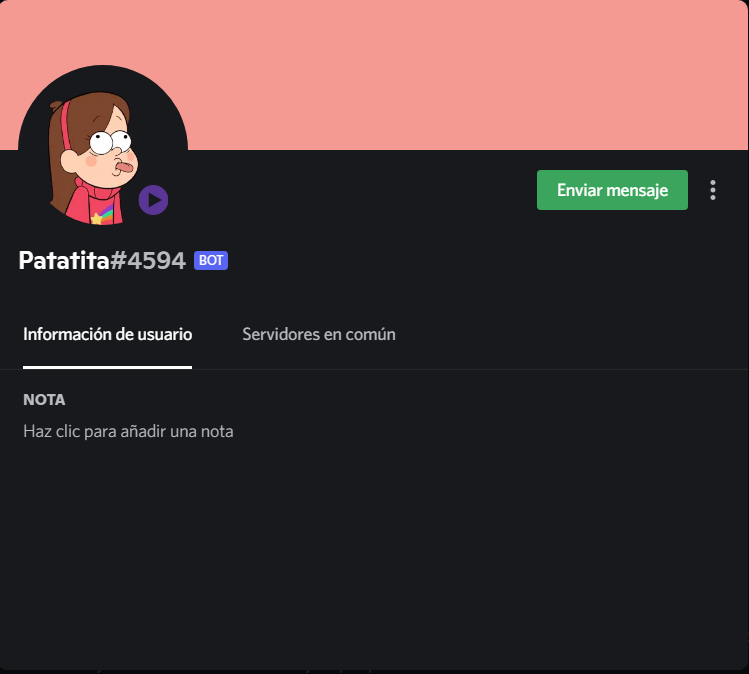 Enviar mensaje
Patatita#4594 BOT
Información de usuario Servidores en común
NOTA
Haz clic para añadir una nota